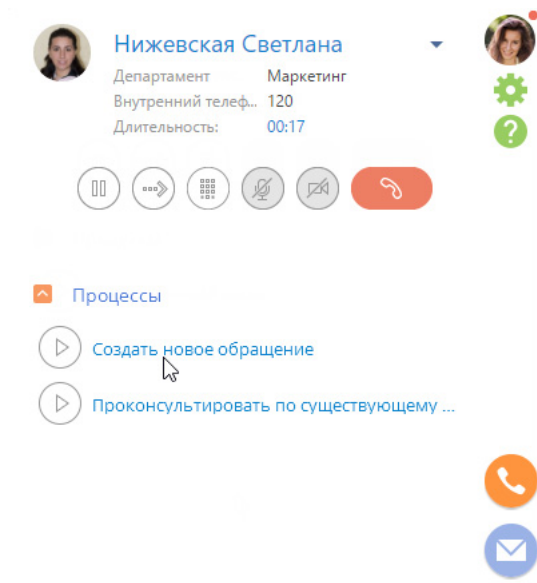 Нижевская Светлана
Департамент Маркетинг
Внутренний телеф... 120
Длительность: 00:17
Процессы
Создать новое обращение
Проконсультировать по существующему ...